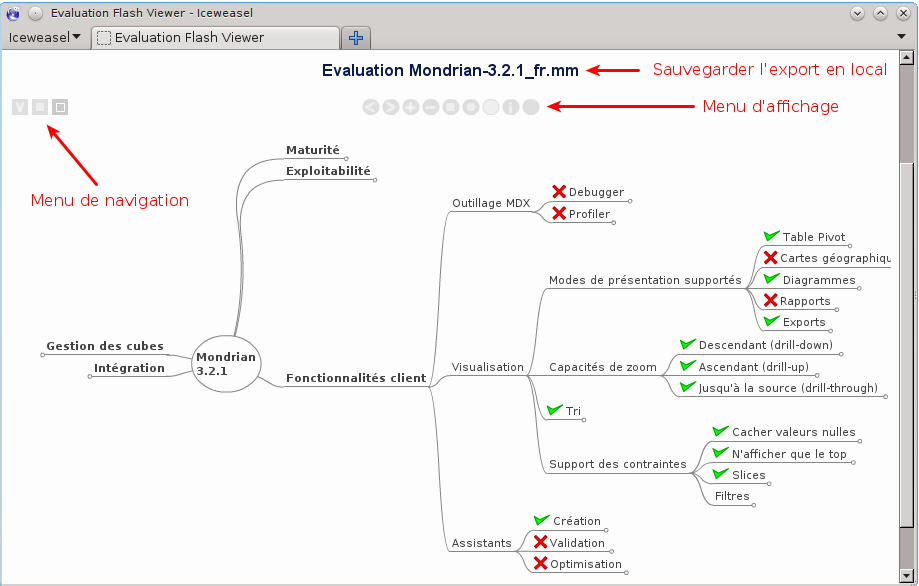 Evaluation Flash Viewer - Iceweasel
Iceweasel
Evaluation Flash Viewer
Evaluation Mondrian-3.2.1_fr.mm
Sauvegarder l'export en local
V
i
Menu d'affichage
Menu de navigation
Maturité
Exploitabilité
Gestion des cubes
Intégration
Mondrian
3.2.1
Fonctionnalités client
Outillage MDX
Debugger
Profiler
Visualisation
Modes de présentation supportés
Table Pivot
Cartes géographiqu
Diagrammes
Rapports
Exports
Capacités de zoom
Descendant (drill-down)
Ascendant (drill-up)
Jusqu'à la source (drill-through)
Tri
Support des contraintes
Cacher valeurs nulles
N'afficher que le top
Slices
Filtres
Assistants
Création
Validation
Optimisation